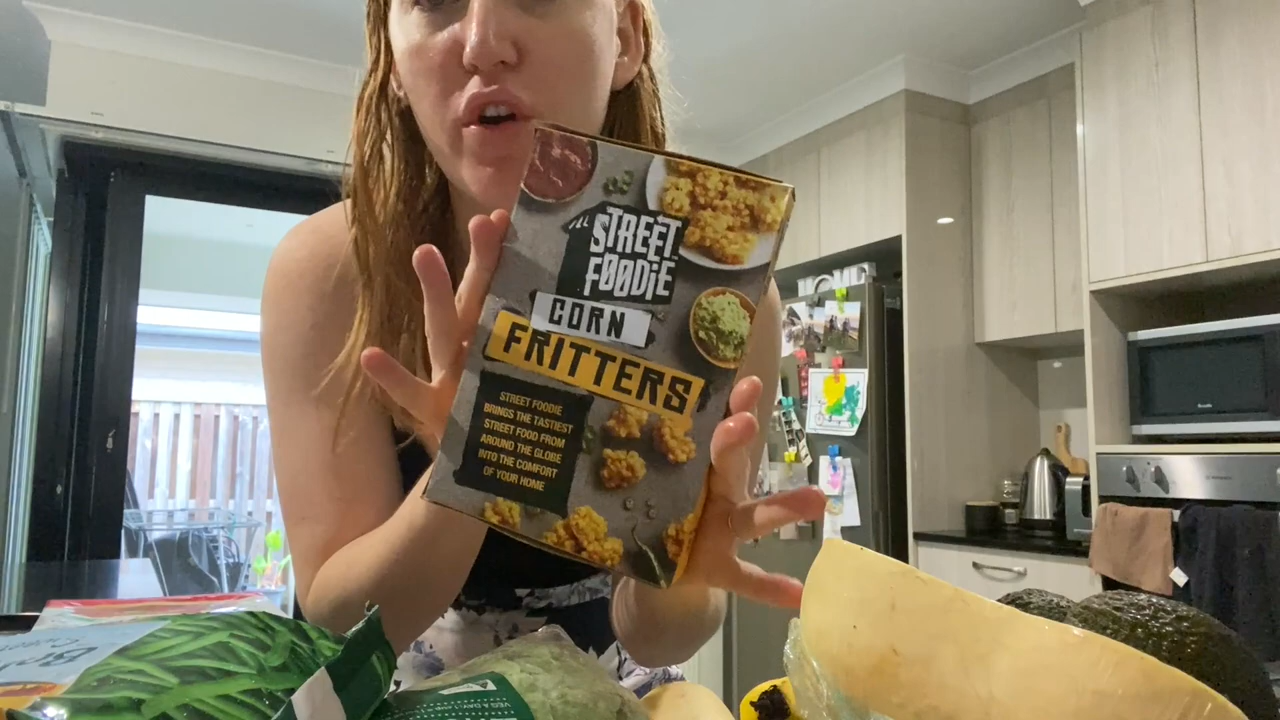 HOME
STREET
FOODIE
CORN
FRITTERS
STREET FOODIE
BRINGS THE TASTIEST
STREET FOOD FROM
AROUND THE GLOBE
INTO THE COMFORT
OF YOUR HOME